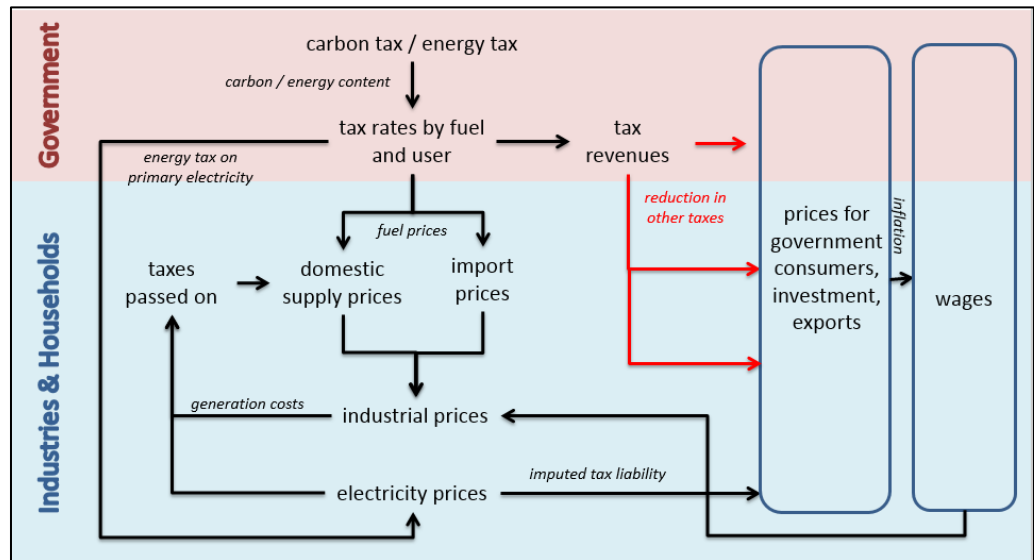 Government
carbon tax / energy tax
carbon / energy content
tax rates by fuel
and user
tax
revenues
energy tax on
primary electricity
reduction in
other taxes
Industries & Households
fuel prices
taxes
passed on
domestic
supply prices
import
prices
prices for
government
consumers,
investment,
exports
inflation
wages
generation costs
industrial prices
imputed tax liability
electricity prices